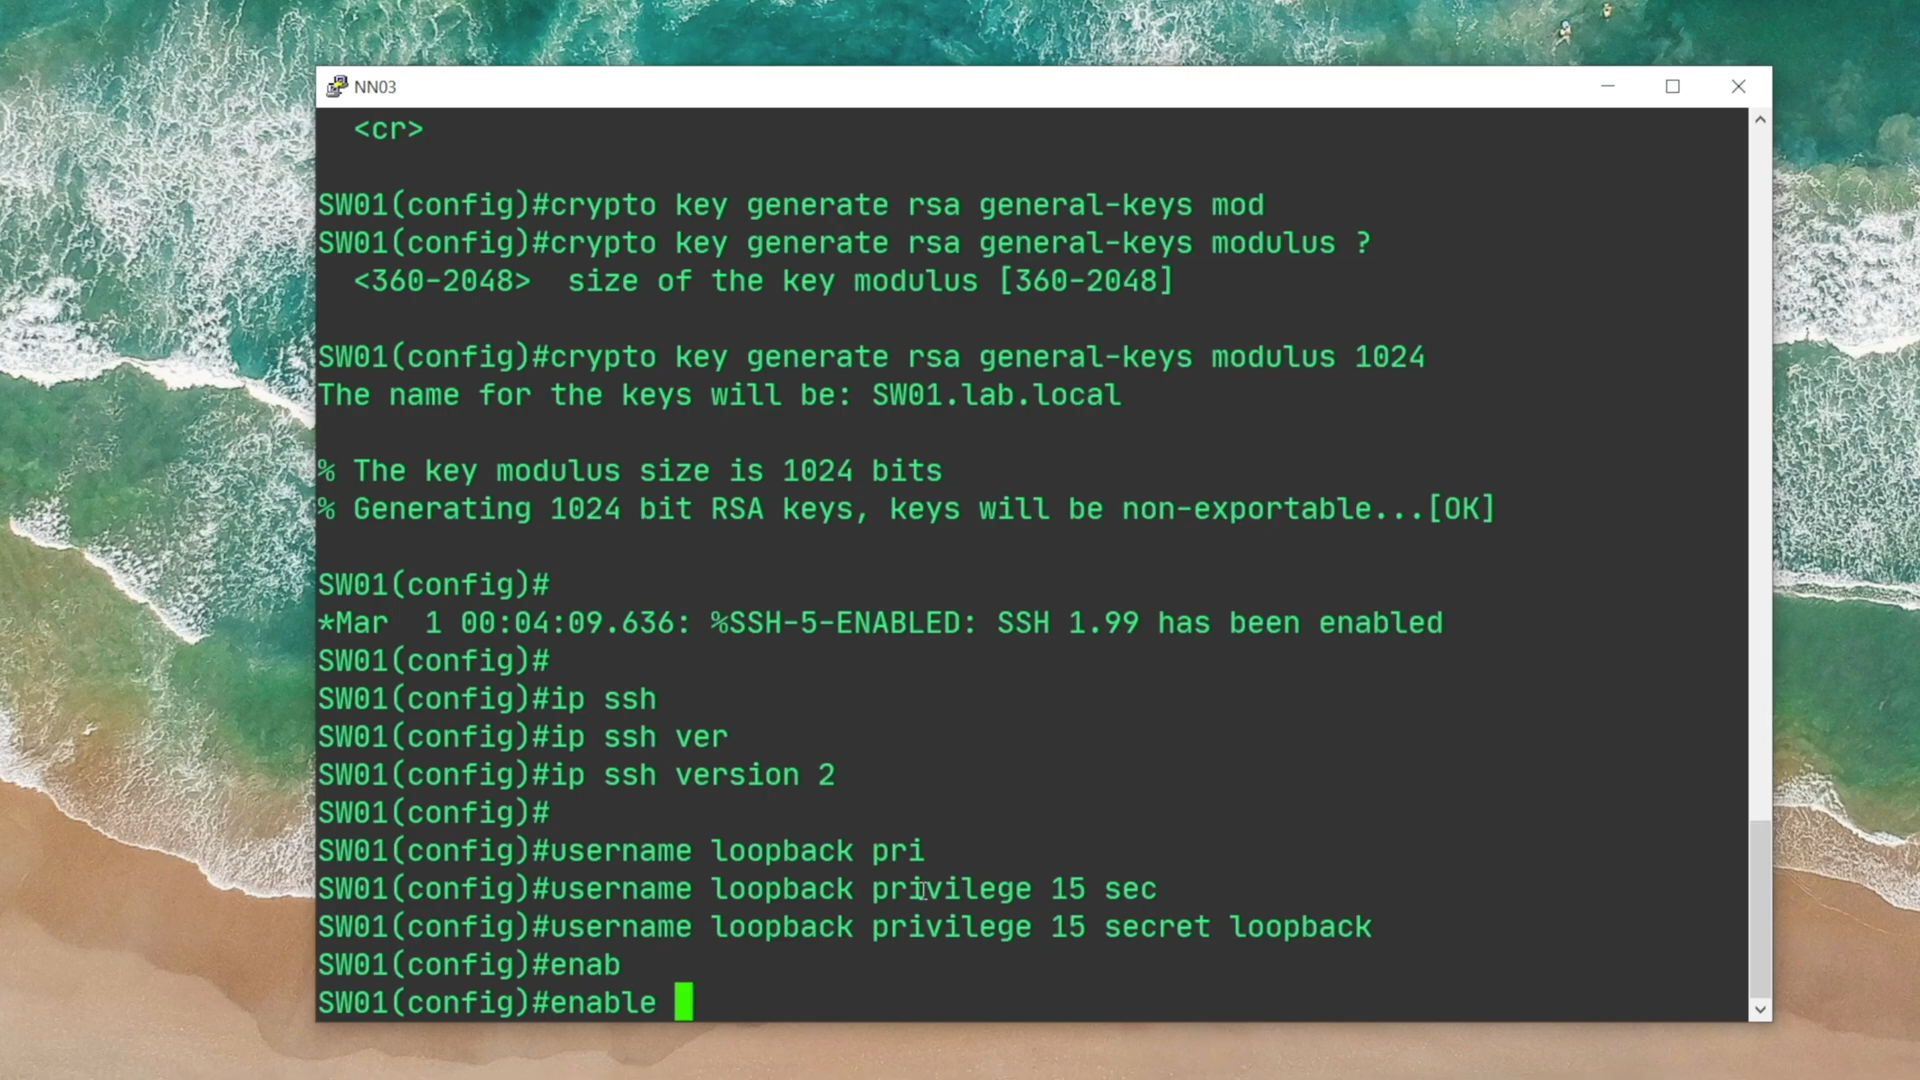 NN03
<cr>
SW01(config)#crypto key generate rsa general-keys mod
SW01(config)#crypto key generate rsa general-keys modulus ?
<360-2048>  size of the key modulus [360-2048]
SW01(config)#crypto key generate rsa general-keys modulus 1024
The name for the keys will be: SW01.lab.local
% The key modulus size is 1024 bits
% Generating 1024 bit RSA keys, keys will be non-exportable...[OK]
SW01(config)#
*Mar  1 00:04:09.636: %SSH-5-ENABLED: SSH 1.99 has been enabled
SW01(config)#
SW01(config)#ip ssh
SW01(config)#ip ssh ver
SW01(config)#ip ssh version 2
SW01(config)#
SW01(config)#username loopback pri
SW01(config)#username loopback privilege 15 sec
SW01(config)#username loopback privilege 15 secret loopback
SW01(config)#enab
SW01(config)#enable